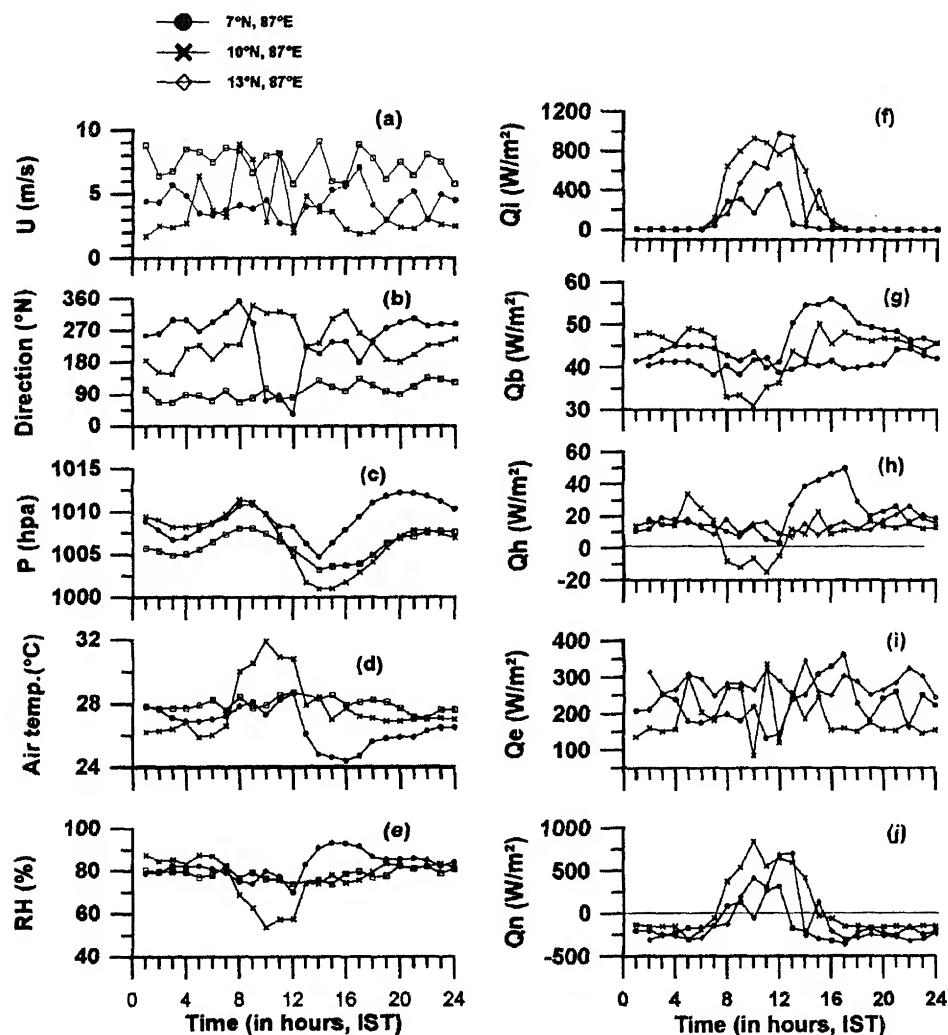 7°N, 87°E
10°N, 87°E
13°N, 87°E
(a)
10
5
0
U (m/s)
(b)
360
270
180
90
0
Direction (°N)
(c)
1015
1010
1005
1000
P (hpa)
(d)
32
28
24
Air temp.(°C)
(e)
100
80
60
40
RH (%)
0 4 8 12 16 20 24
Time (in hours, IST)
(f)
1200
800
400
0
Qi (W/m²)
(g)
60
50
40
30
Qb (W/m²)
(h)
60
40
20
0
-20
Qh (W/m²)
(i)
400
300
200
100
Qe (W/m²)
(j)
1000
500
0
-500
Qn (W/m²)
0 4 8 12 16 20 24
Time (in hours, IST)